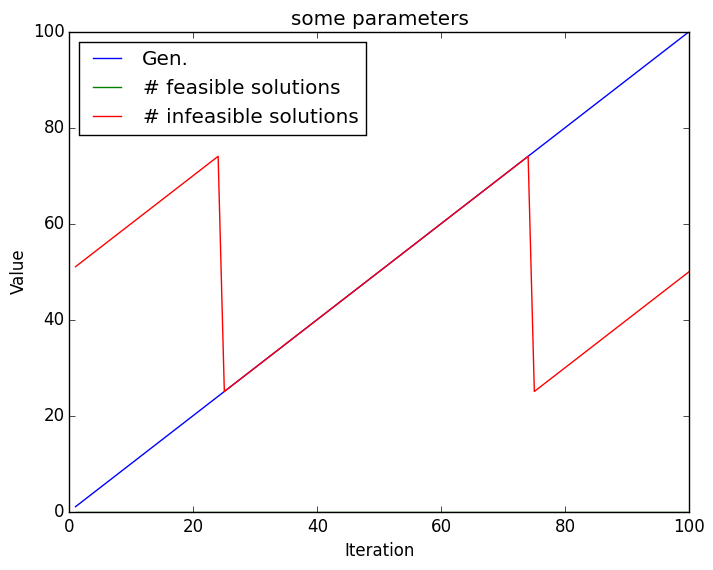 some parameters
100
80
60
40
20
0
Value
Gen.
# feasible solutions
# infeasible solutions
0 20 40 60 80 100
Iteration